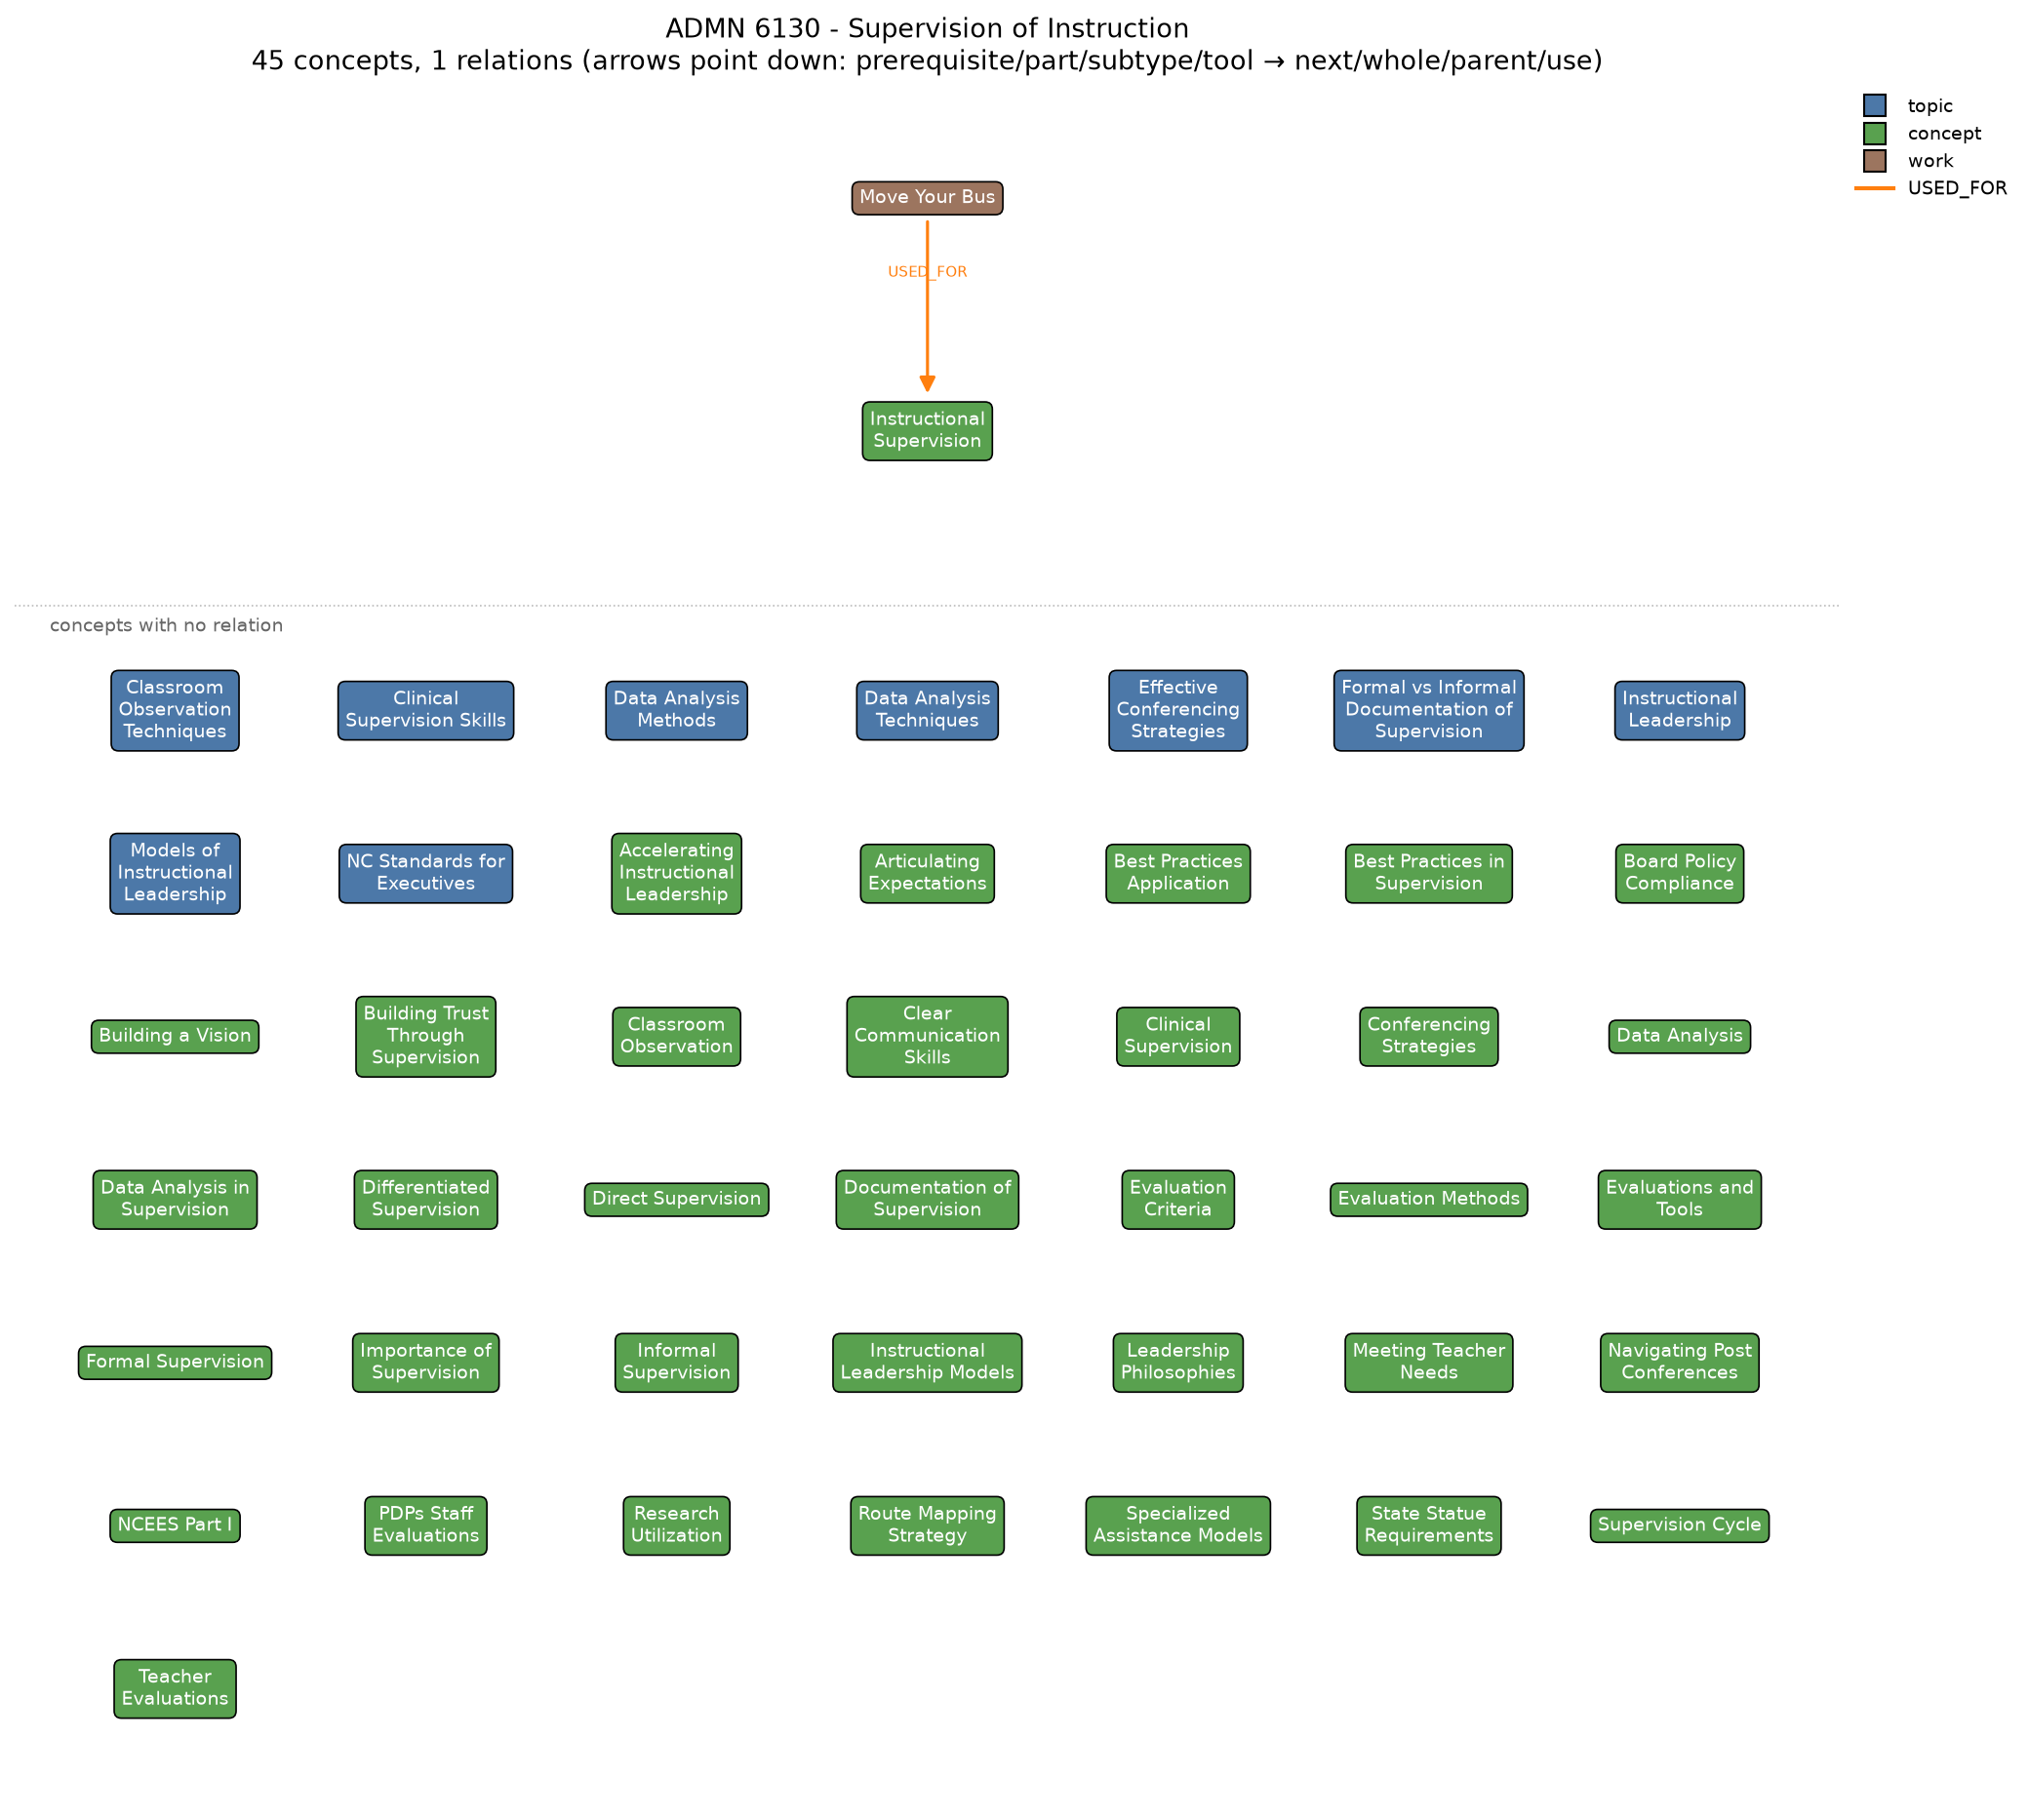 ADMN 6130 - Supervision of Instruction
45 concepts, 1 relations (arrows point down: prerequisite/part/subtype/tool → next/whole/parent/use)
topic
concept
work
USED_FOR
Move Your Bus
USED_FOR
Instructional
Supervision
concepts with no relation
Classroom
Observation
Techniques
Clinical
Supervision Skills
Data Analysis
Methods
Data Analysis
Techniques
Effective
Conferencing
Strategies
Formal vs Informal
Documentation of
Supervision
Instructional
Leadership
Models of
Instructional
Leadership
NC Standards for
Executives
Accelerating
Instructional
Leadership
Articulating
Expectations
Best Practices
Application
Best Practices in
Supervision
Board Policy
Compliance
Building a Vision
Building Trust
Through
Supervision
Classroom
Observation
Clear
Communication
Skills
Clinical
Supervision
Conferencing
Strategies
Data Analysis
Data Analysis in
Supervision
Differentiated
Supervision
Direct Supervision
Documentation of
Supervision
Evaluation
Criteria
Evaluation Methods
Evaluations and
Tools
Formal Supervision
Importance of
Supervision
Informal
Supervision
Instructional
Leadership Models
Leadership
Philosophies
Meeting Teacher
Needs
Navigating Post
Conferences
NCEES Part I
PDPs Staff
Evaluations
Research
Utilization
Route Mapping
Strategy
Specialized
Assistance Models
State Statue
Requirements
Supervision Cycle
Teacher
Evaluations